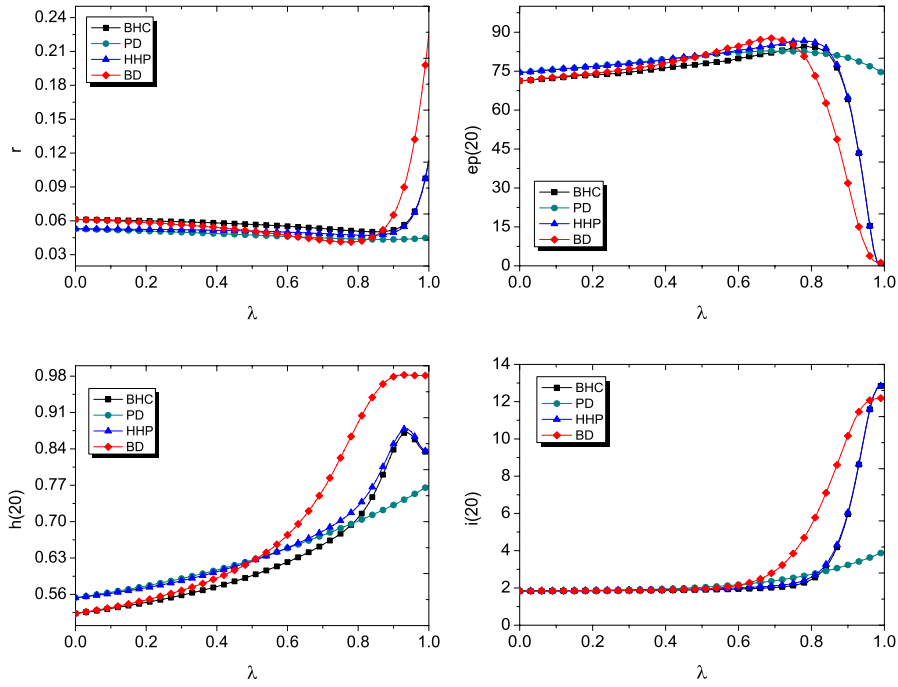 r
0.24
0.21
0.18
0.15
0.12
0.09
0.06
0.03
BHC
PD
HHP
BD
0.0 0.2 0.4 0.6 0.8 1.0
λ
ep(20)
90
75
60
45
30
15
0
BHC
PD
HHP
BD
0.0 0.2 0.4 0.6 0.8 1.0
λ
h(20)
0.98
0.91
0.84
0.77
0.70
0.63
0.56
BHC
PD
HHP
BD
0.0 0.2 0.4 0.6 0.8 1.0
λ
i(20)
14
12
10
8
6
4
2
0
BHC
PD
HHP
BD
0.0 0.2 0.4 0.6 0.8 1.0
λ